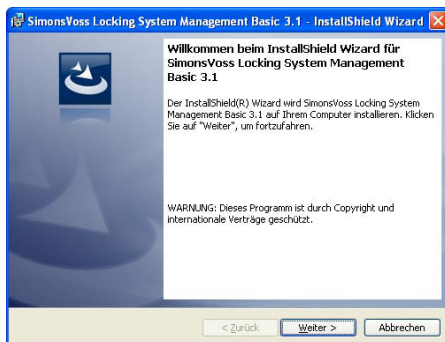 SimonsVoss Locking System Management Basic 3.1 - InstallShield Wizard
Willkommen beim InstallShield Wizard für
SimonsVoss Locking System Management
Basic 3.1
Der InstallShield(R) Wizard wird SimonsVoss Locking System
Management Basic 3.1 auf Ihrem Computer installieren. Klicken
Sie auf "Weiter", um fortzufahren.
WARNUNG: Dieses Programm ist durch Copyright und
internationale Verträge geschützt.
< Zurück Weiter > Abbrechen